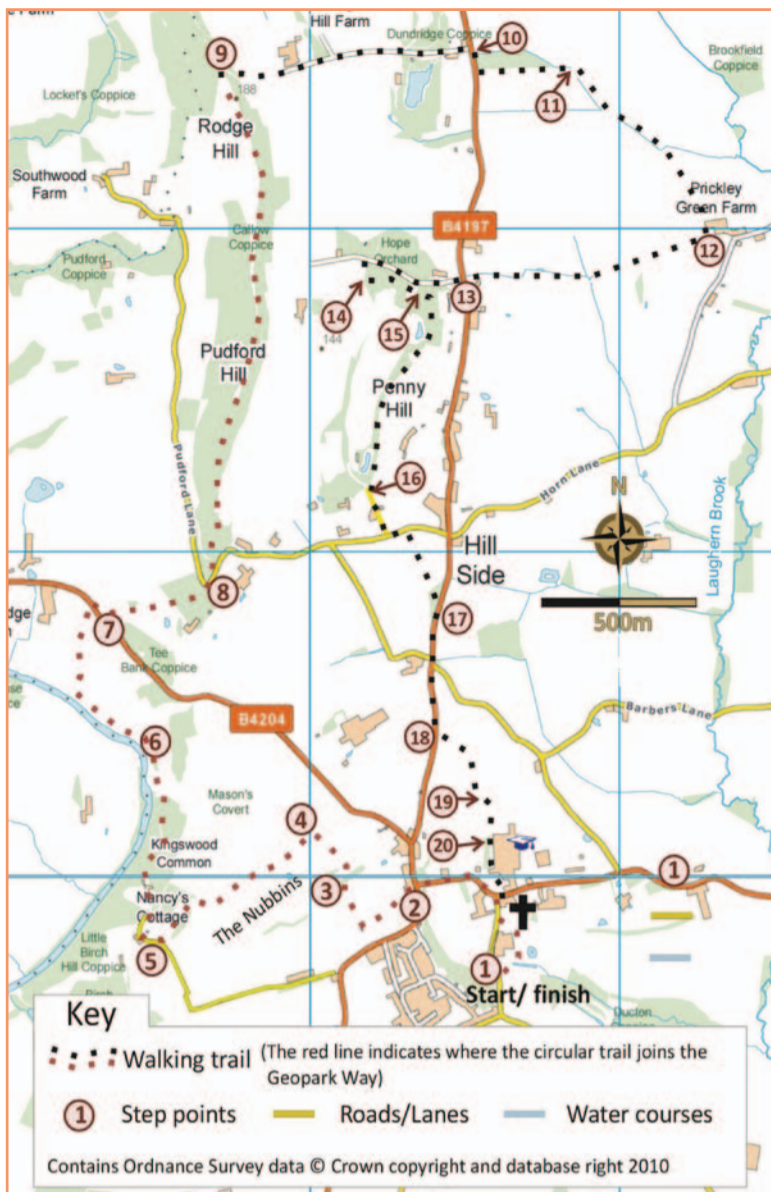 Farm
Hill Farm
Dundridge Coppice
10
9
Brookfield
Coppice
188
11
Locket's Coppice
Rodge
Hill
Southwood
Farm
Prickley
Green Farm
B4197
Callow
Coppice
Hope
Orchard
12
Pudford
Coppice
13
14
15
144
Pudford
Hill
Penny
Hill
16
Pudford Lane
Horn Lane
N
Laughern Brook
Hill
Side
8
500m
7
17
Tee
Bank Coppice
Barbers Lane
B4204
6
18
Mason's
Covert
19
4
20
Kingswood
Common
1
The Nubbins
3
Nancy's
Cottage
2
Little
Birch
Hill Coppice
5
1
Start/ finish
Key
Walking trail (The red line indicates where the circular trail joins the
Geopark Way)
1 Step points Roads/Lanes Water courses
Contains Ordnance Survey data © Crown copyright and database right 2010